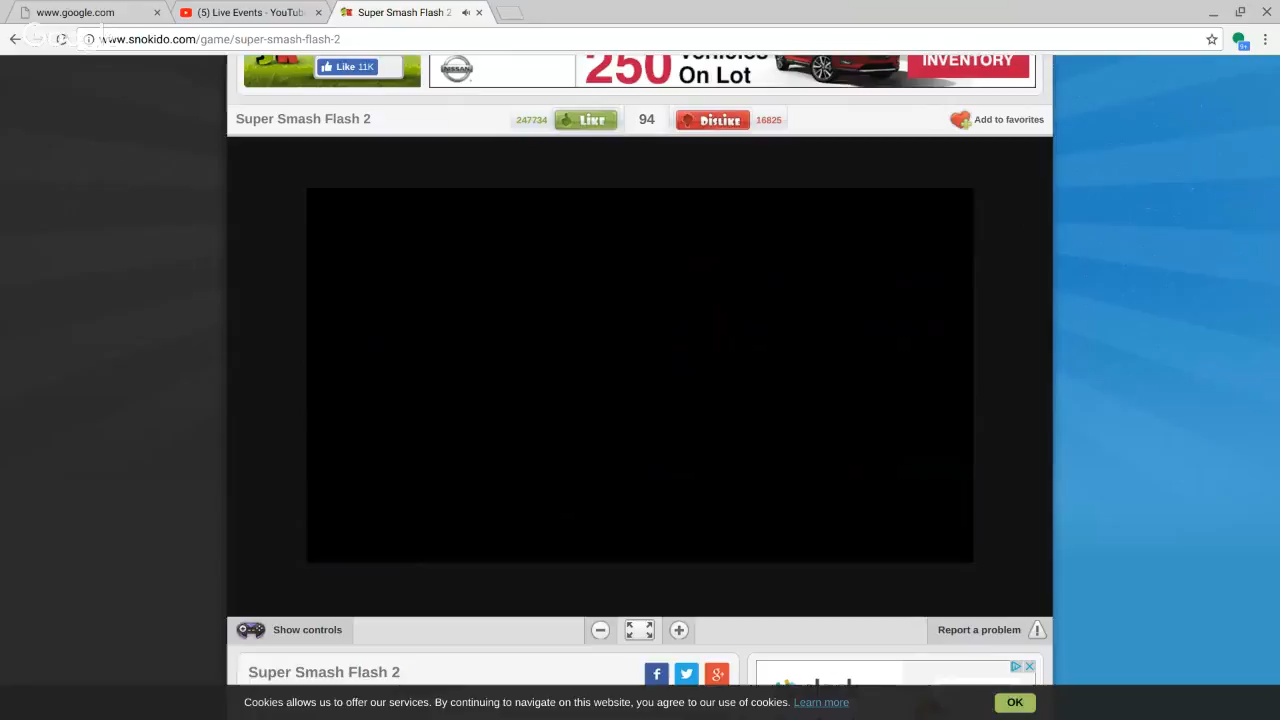 www.google.com
(5) Live Events - YouTub
Super Smash Flash 2
www.snokido.com/game/super-smash-flash-2
9+
Like 11K
NISSAN
250 Vehicles On Lot
INVENTORY
Super Smash Flash 2
247734
Like
94
Dislike
16825
Add to favorites
Show controls
Report a problem
Super Smash Flash 2
Cookies allows us to offer our services. By continuing to navigate on this website, you agree to our use of cookies. Learn more
OK